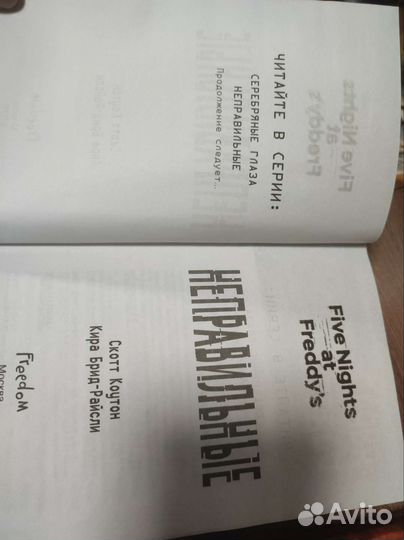 ЧИТАЙТЕ В СЕРИИ:
СЕРЕБРЯНЫЕ ГЛАЗА
НЕПРАВИЛЬНЫЕ
Продолжение следует...
Five Nights
at
Freddy's
НЕПРАВИЛЬНЫЕ
Скотт Коутон
Кира Брид-Райсли
Freedom
Москва
Avito